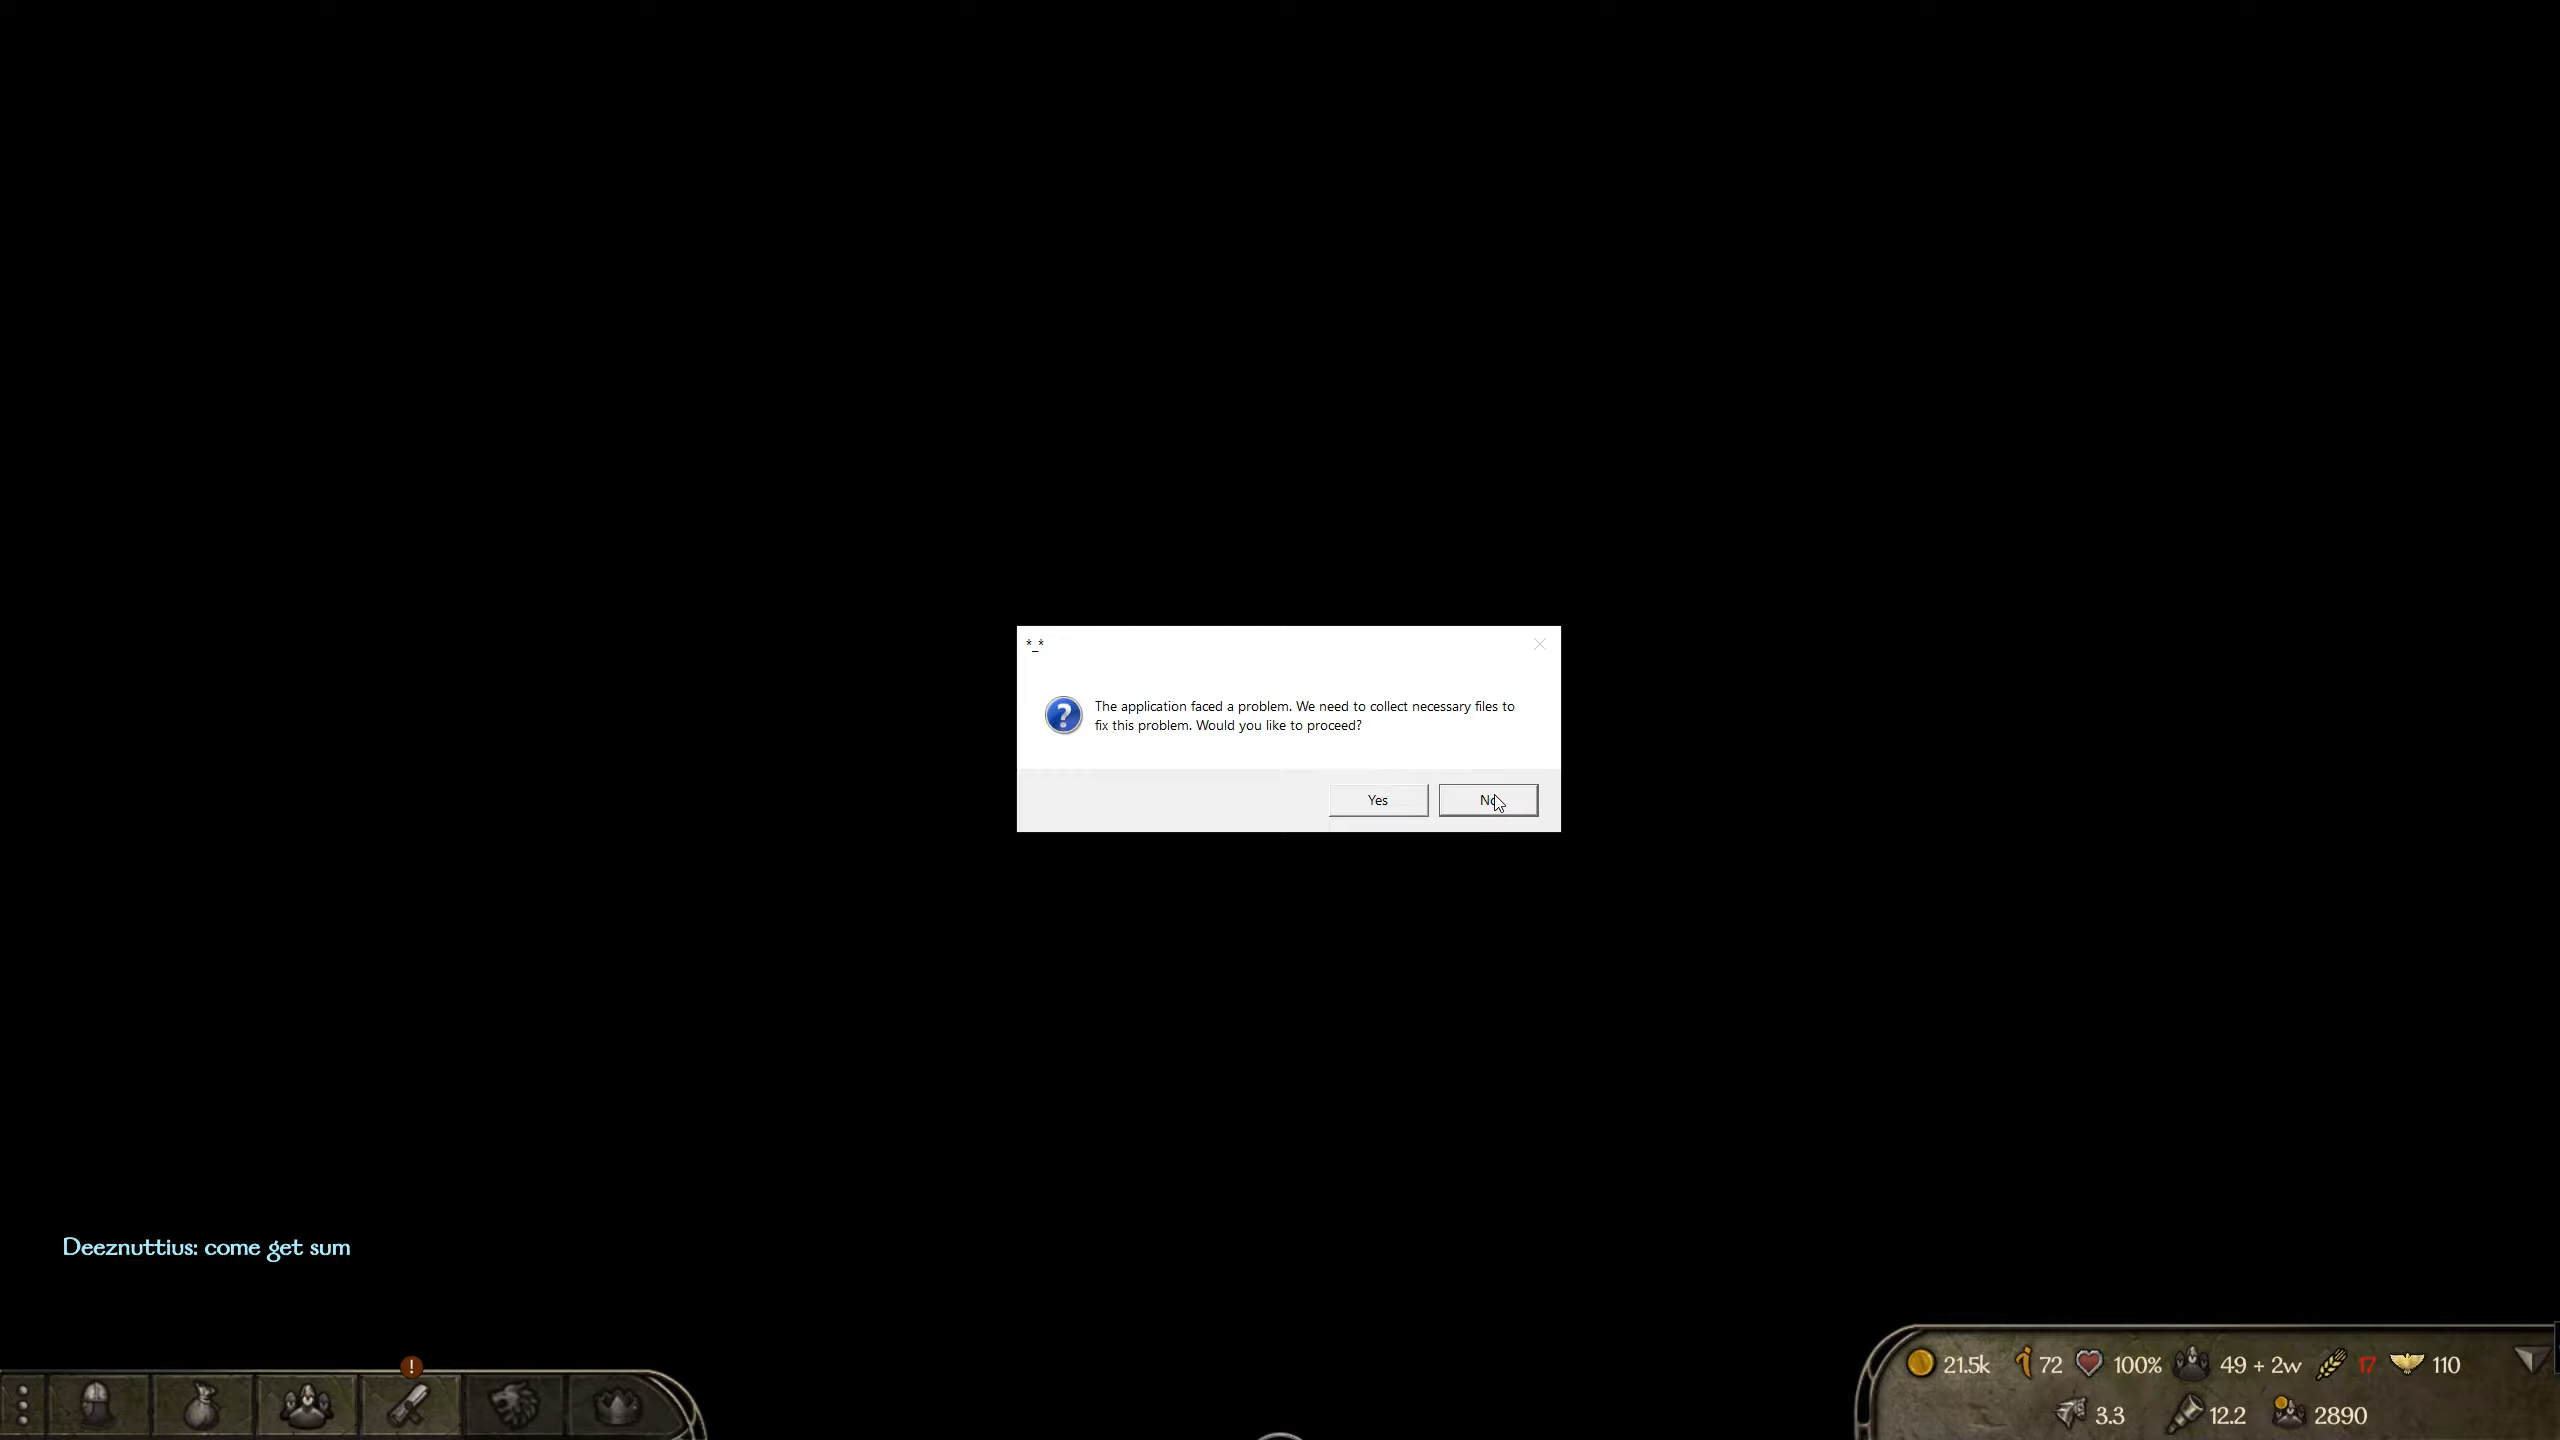 *_*
The application faced a problem. We need to collect necessary files to
fix this problem. Would you like to proceed?
Yes
No
Deeznuttius: come get sum
!
21.5k 72 100% 49 + 2w 17 110
3.3 12.2 2890